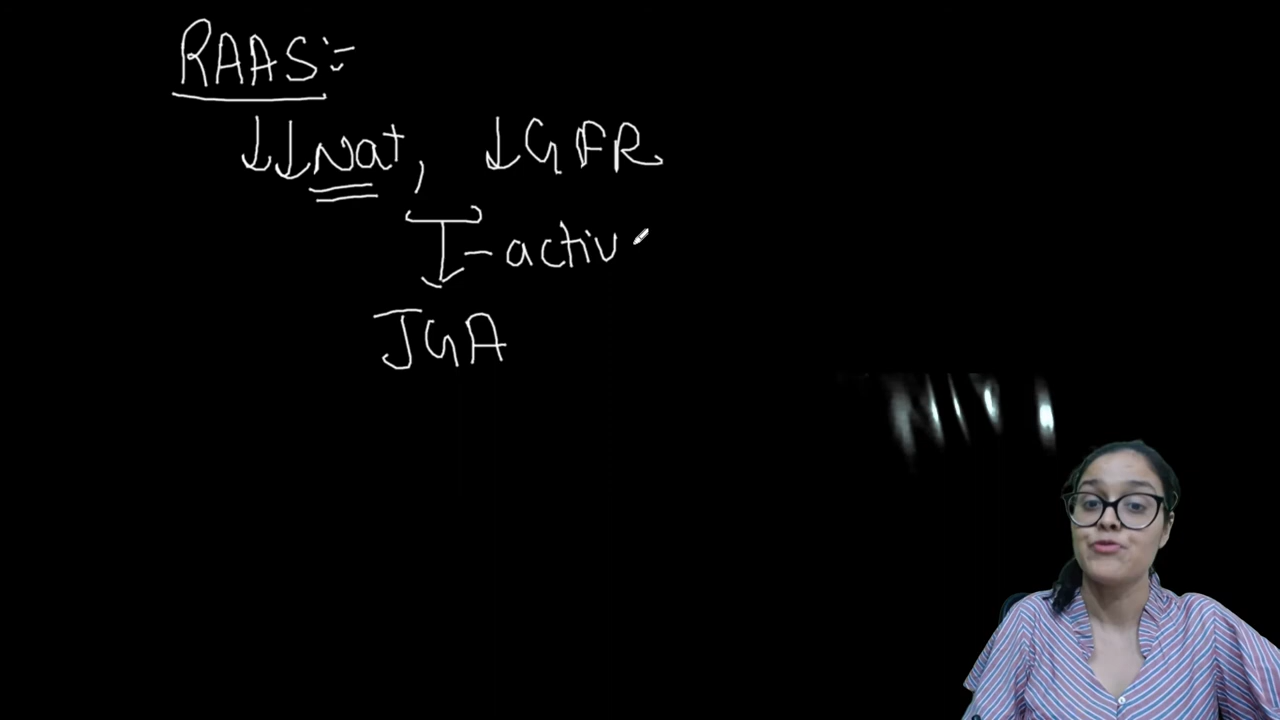 RAAS:-
↓↓Na+, ↓GFR
- activ
JGA